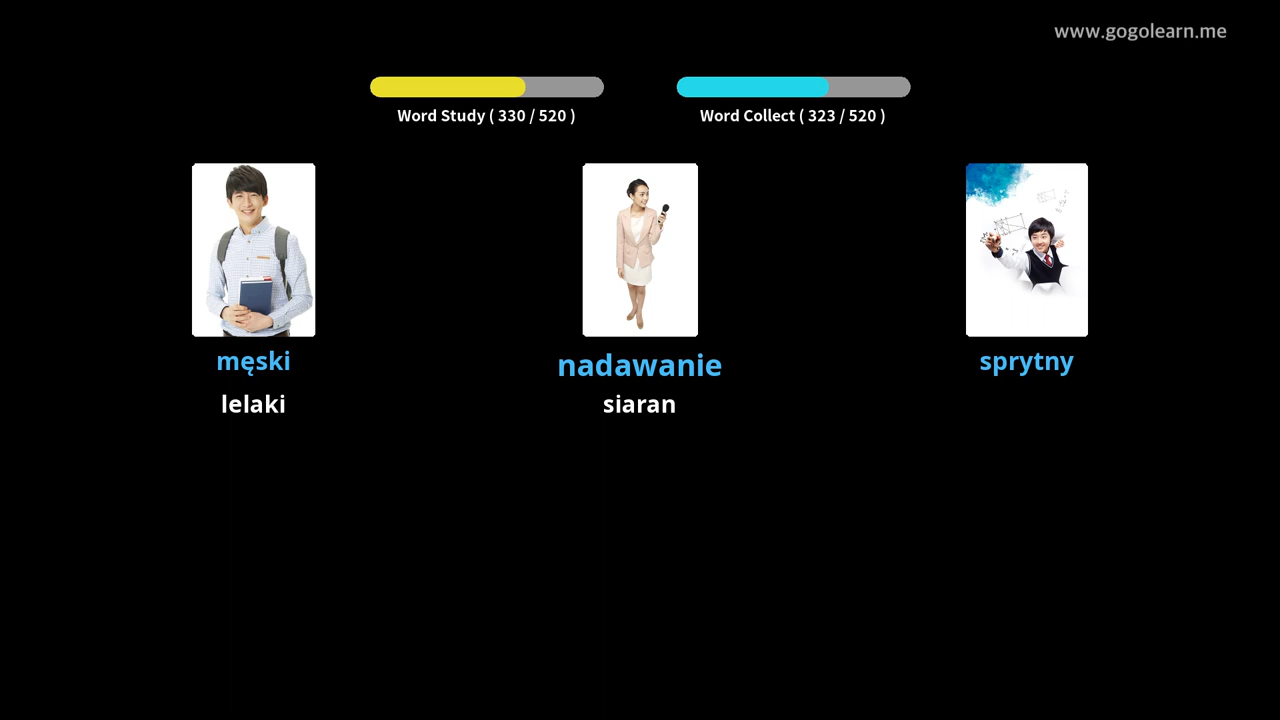 www.gogolearn.me
Word Study ( 330 / 520 )
Word Collect ( 323 / 520 )
męski
nadawanie
sprytny
lelaki
siaran